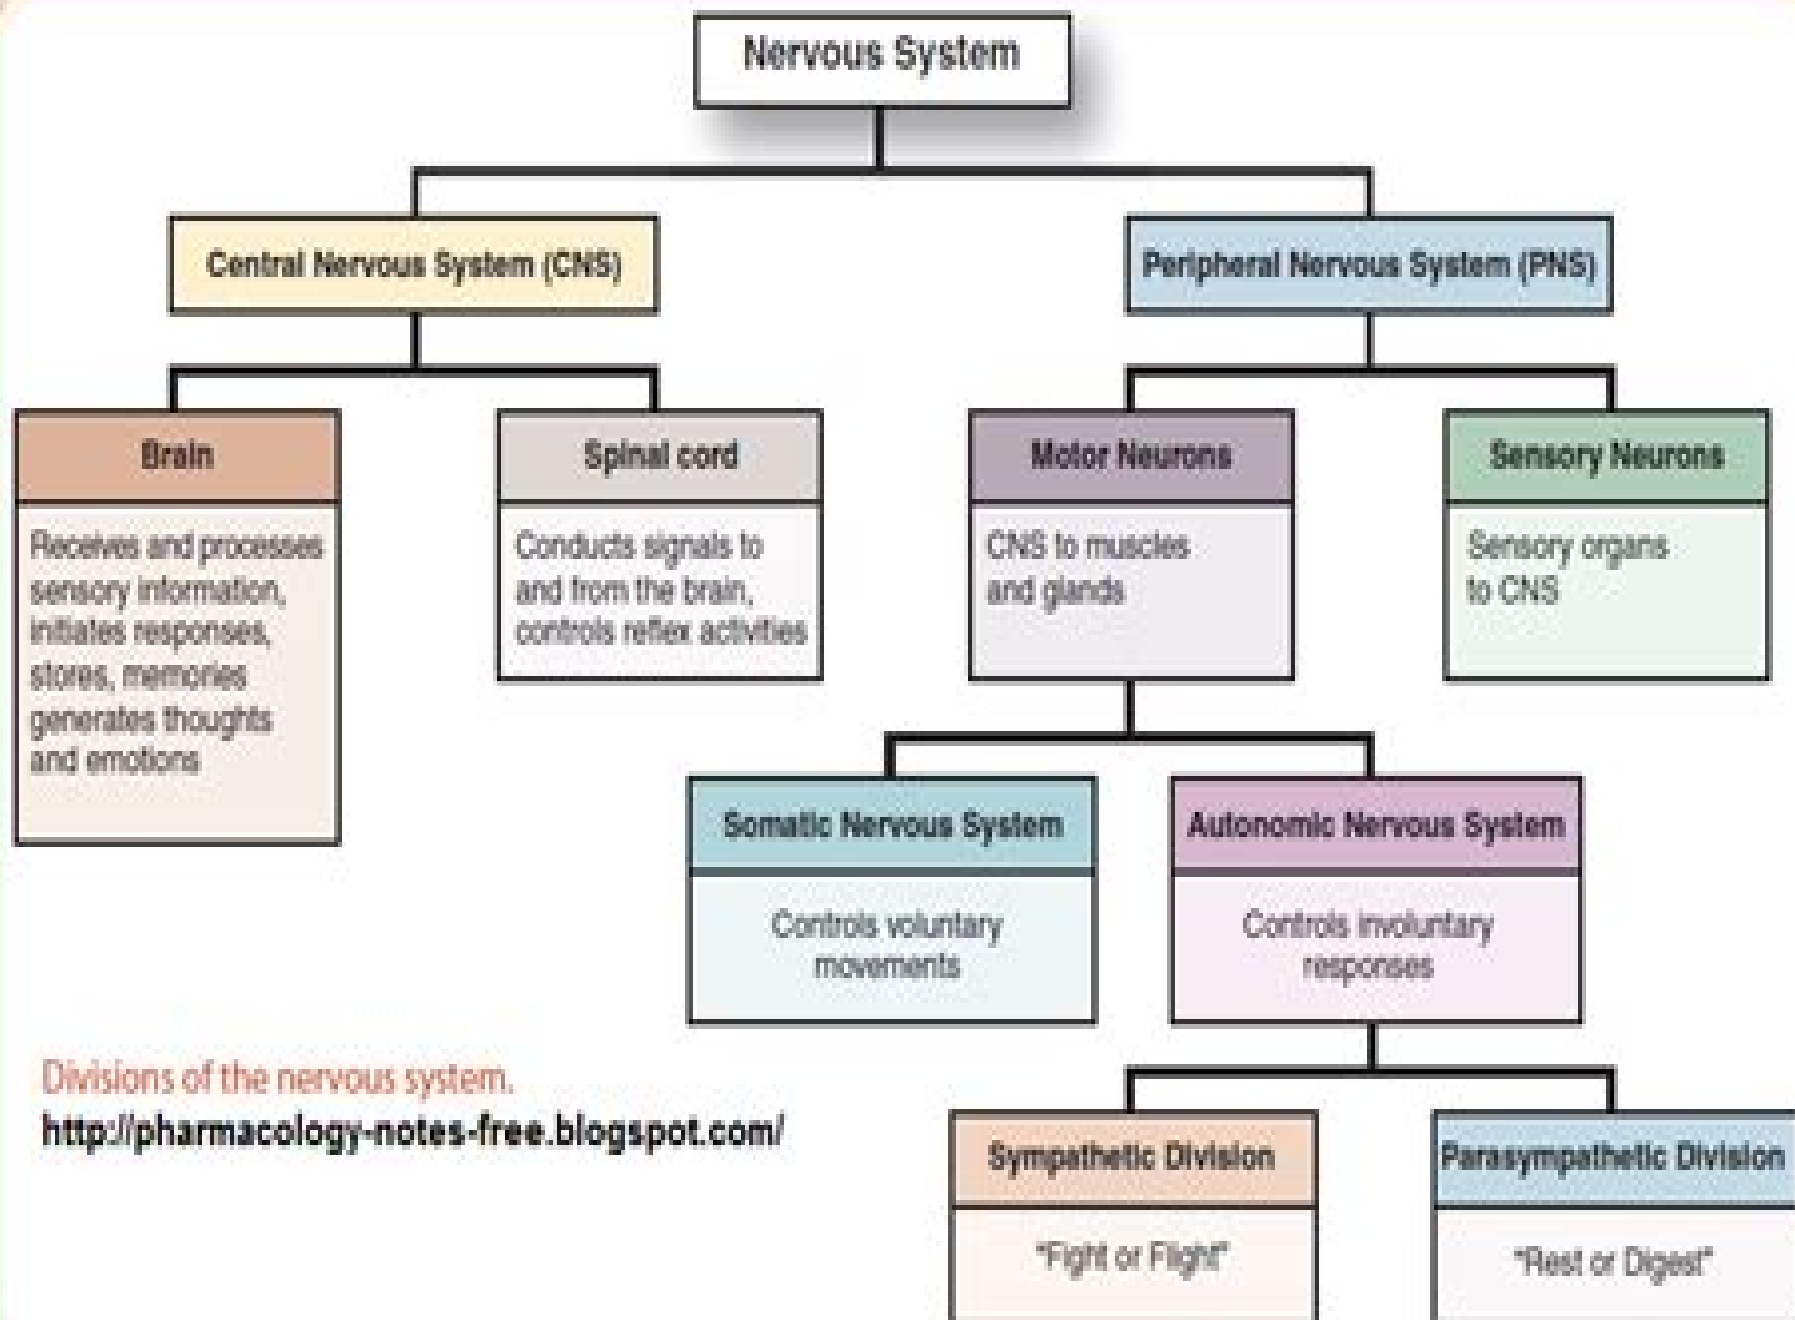 Nervous System
Central Nervous System (CNS)
Peripheral Nervous System (PNS)
Brain
Receives and processes
sensory information,
initiates responses,
stores, memories
generates thoughts
and emotions
Spinal cord
Conducts signals to
and from the brain,
controls reflex activities
Motor Neurons
CNS to muscles
and glands
Sensory Neurons
Sensory organs
to CNS
Somatic Nervous System
Controls voluntary
movements
Autonomic Nervous System
Controls involuntary
responses
Divisions of the nervous system.
http://pharmacology-notes-free.blogspot.com/
Sympathetic Division
"Fight or Flight"
Parasympathetic Division
"Rest or Digest"